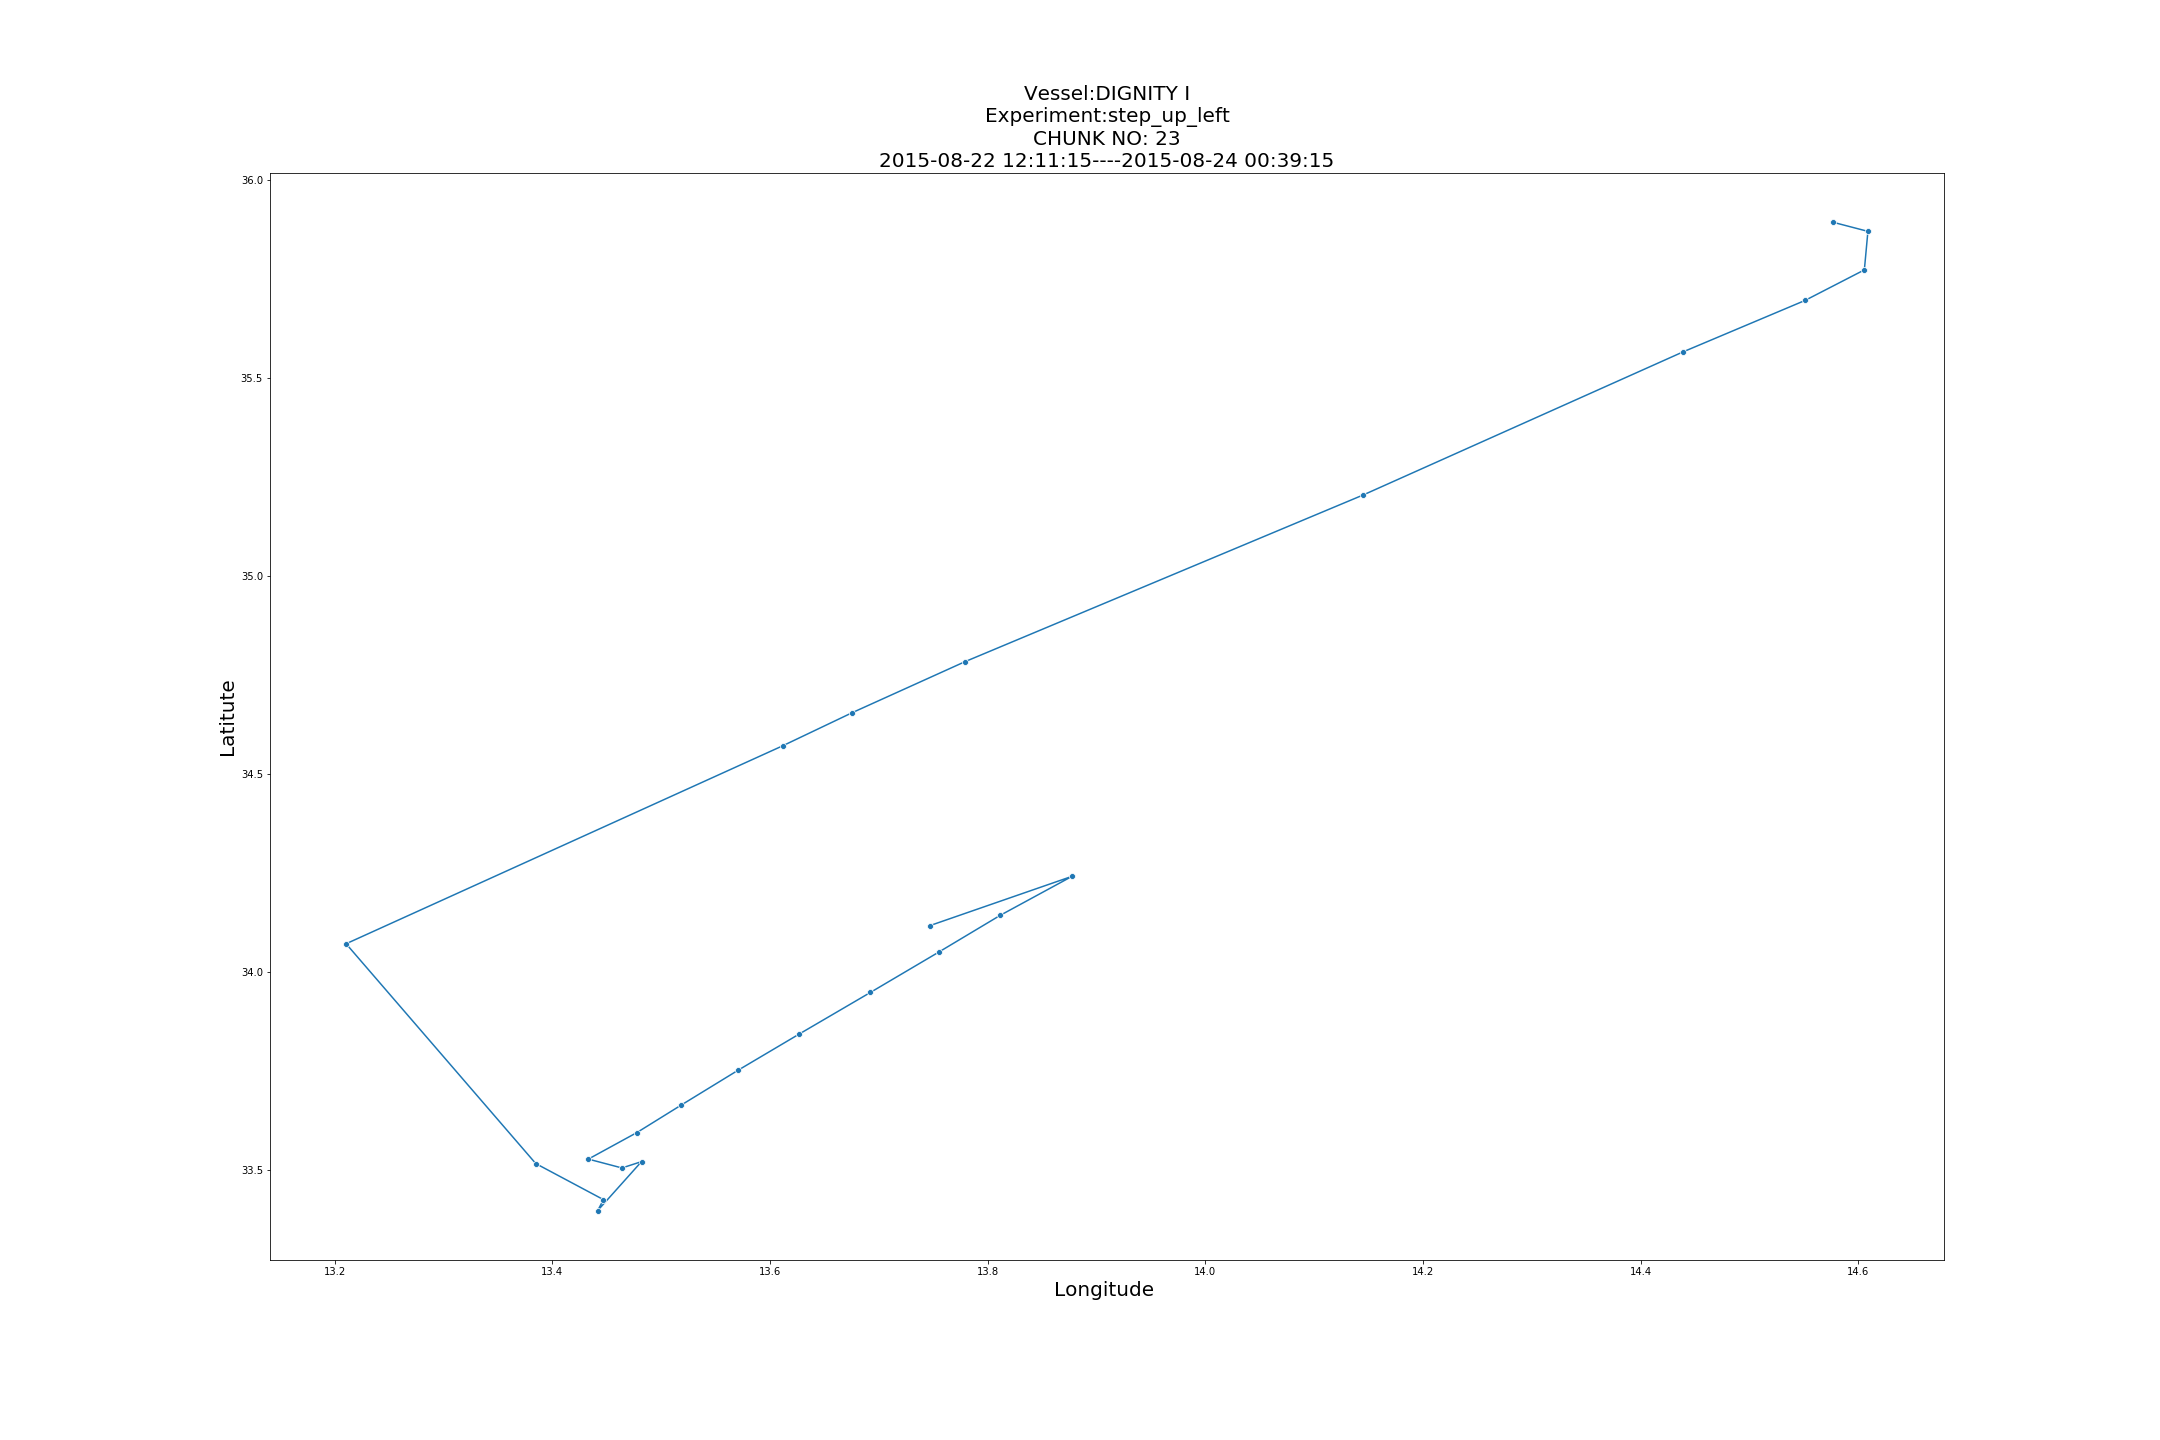 Vessel:DIGNITY I
Experiment:step_up_left
CHUNK NO: 23
2015-08-22 12:11:15----2015-08-24 00:39:15
36.0
35.5
35.0
34.5
34.0
33.5
Latitute
13.2 13.4 13.6 13.8 14.0 14.2 14.4 14.6
Longitude